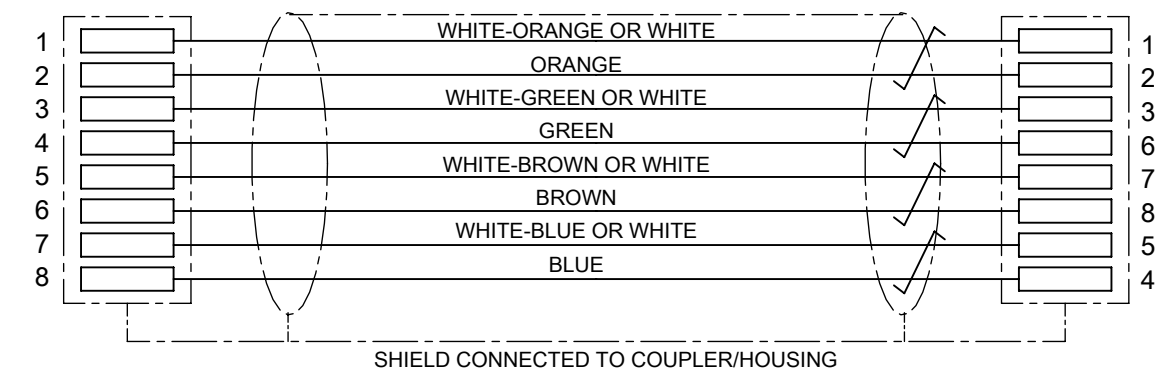 1 WHITE-ORANGE OR WHITE 1
2 ORANGE 2
3 WHITE-GREEN OR WHITE 3
4 GREEN 6
5 WHITE-BROWN OR WHITE 7
6 BROWN 8
7 WHITE-BLUE OR WHITE 5
8 BLUE 4
SHIELD CONNECTED TO COUPLER/HOUSING